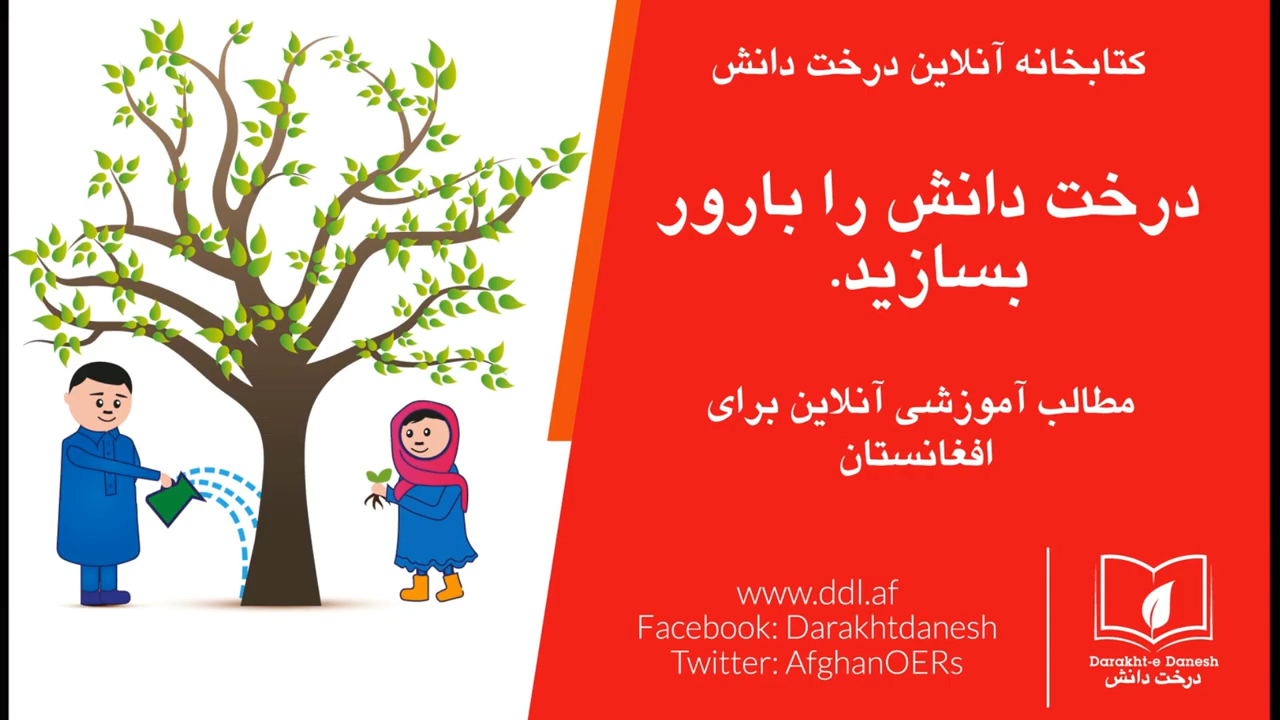 کتابخانه آنلاین درخت دانش
درخت دانش را بارور
بسازید.
مطالب آموزشی آنلاین برای
افغانستان
www.ddl.af
Facebook: Darakhtdanesh
Twitter: AfghanOERs
Darakht-e Danesh
درخت دانش